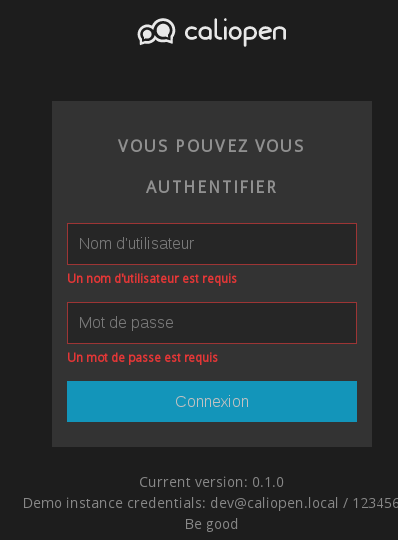 caliopen
VOUS POUVEZ VOUS
AUTHENTIFIER
Nom d'utilisateur
Un nom d'utilisateur est requis
Mot de passe
Un mot de passe est requis
Connexion
Current version: 0.1.0
Demo instance credentials: dev@caliopen.local / 123456
Be good